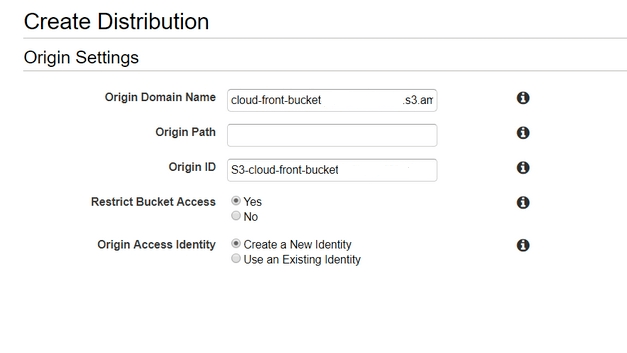 Create Distribution
Origin Settings
Origin Domain Name cloud-front-bucket .s3.am
Origin Path
Origin ID S3-cloud-front-bucket
Restrict Bucket Access Yes
No
Origin Access Identity Create a New Identity
Use an Existing Identity